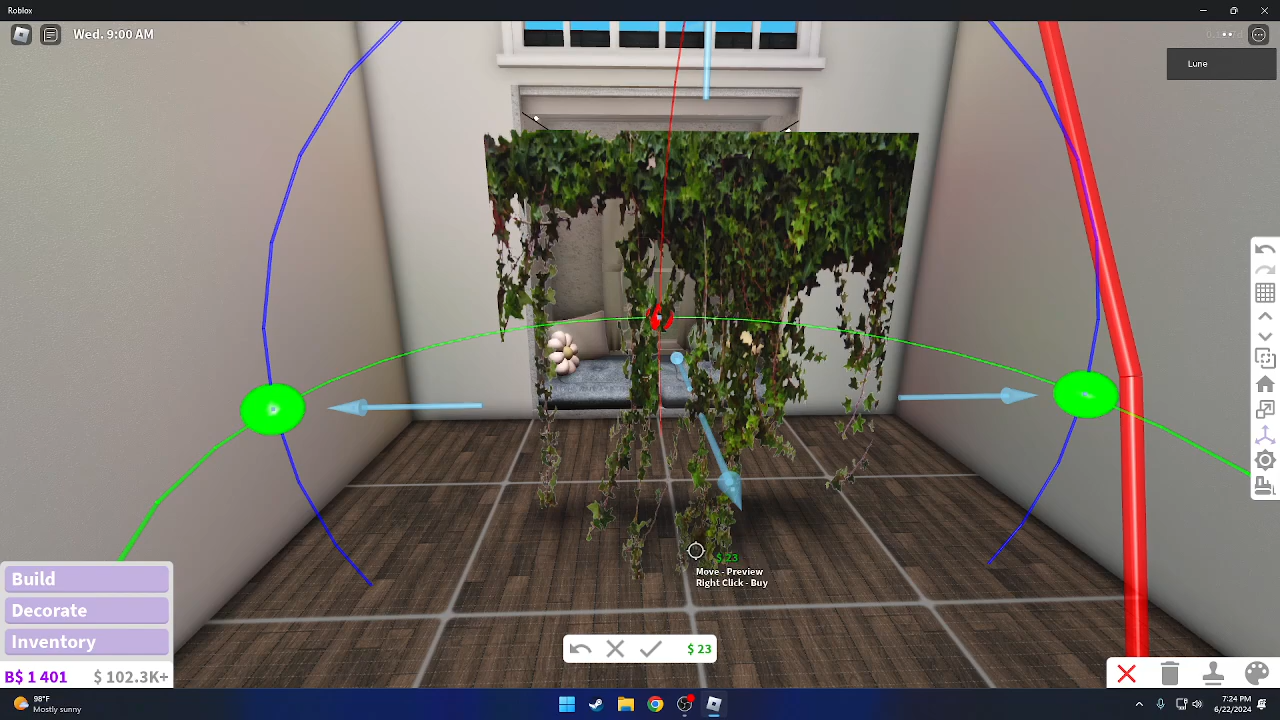 Roblox
Wed. 9:00 AM
Lune
$ 23
Move - Preview
Right Click - Buy
Build
Decorate
Inventory
B$ 1 401 $ 102.3K+
$ 23
98°F
Mostly sunny
7:24 PM
6/22/2024